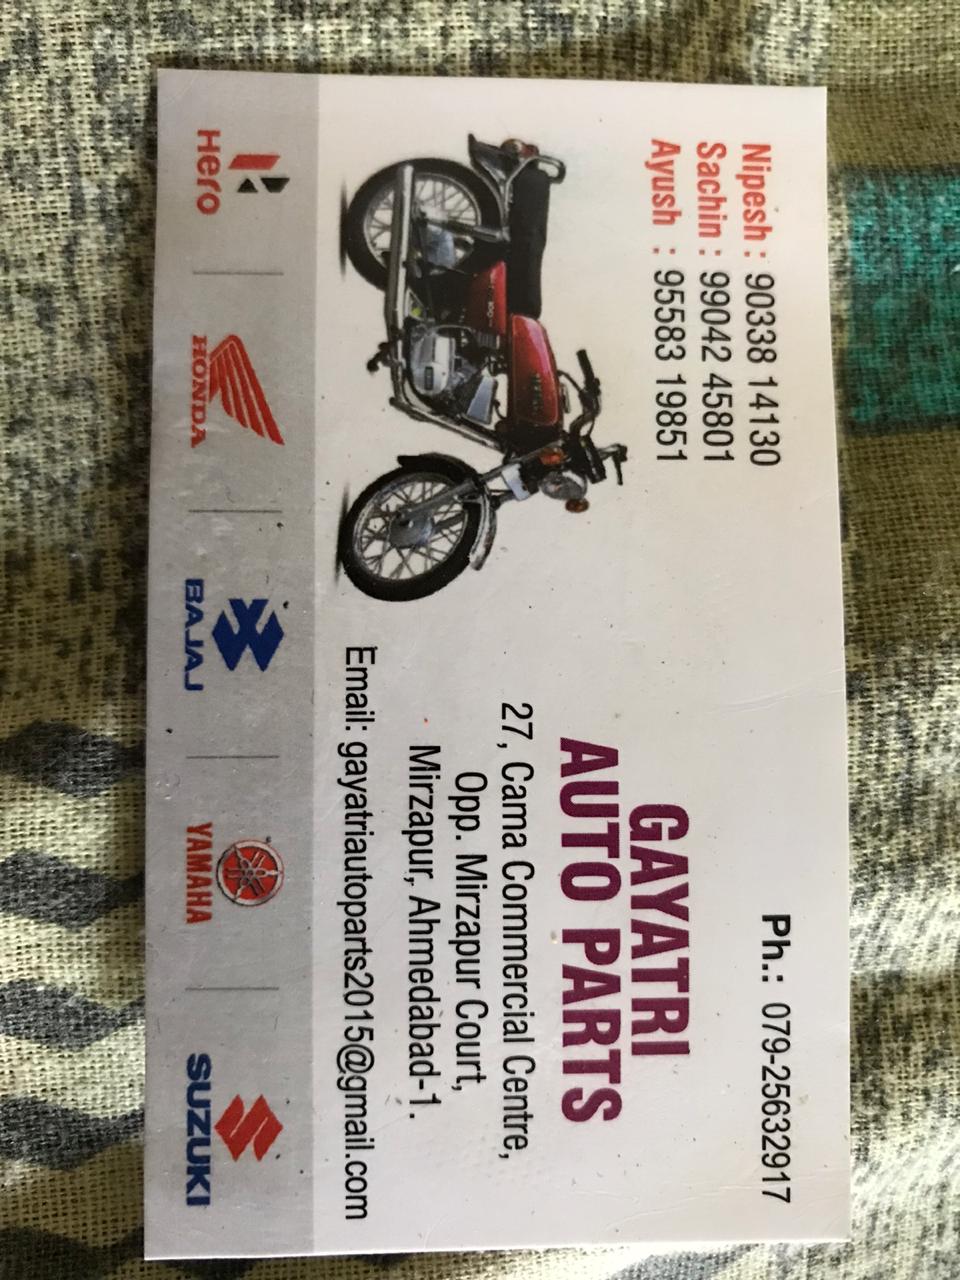 Nipesh : 90338 14130
Sachin : 99042 45801
Ayush : 95583 19851
Ph.: 079-25632917
GAYATRI
AUTO PARTS
27, Cama Commercial Centre,
Opp. Mirzapur Court,
Mirzapur, Ahmedabad-1.
Email: gayatriautoparts2015@gmail.com
Hero
HONDA
BAJAJ
YAMAHA
SUZUKI